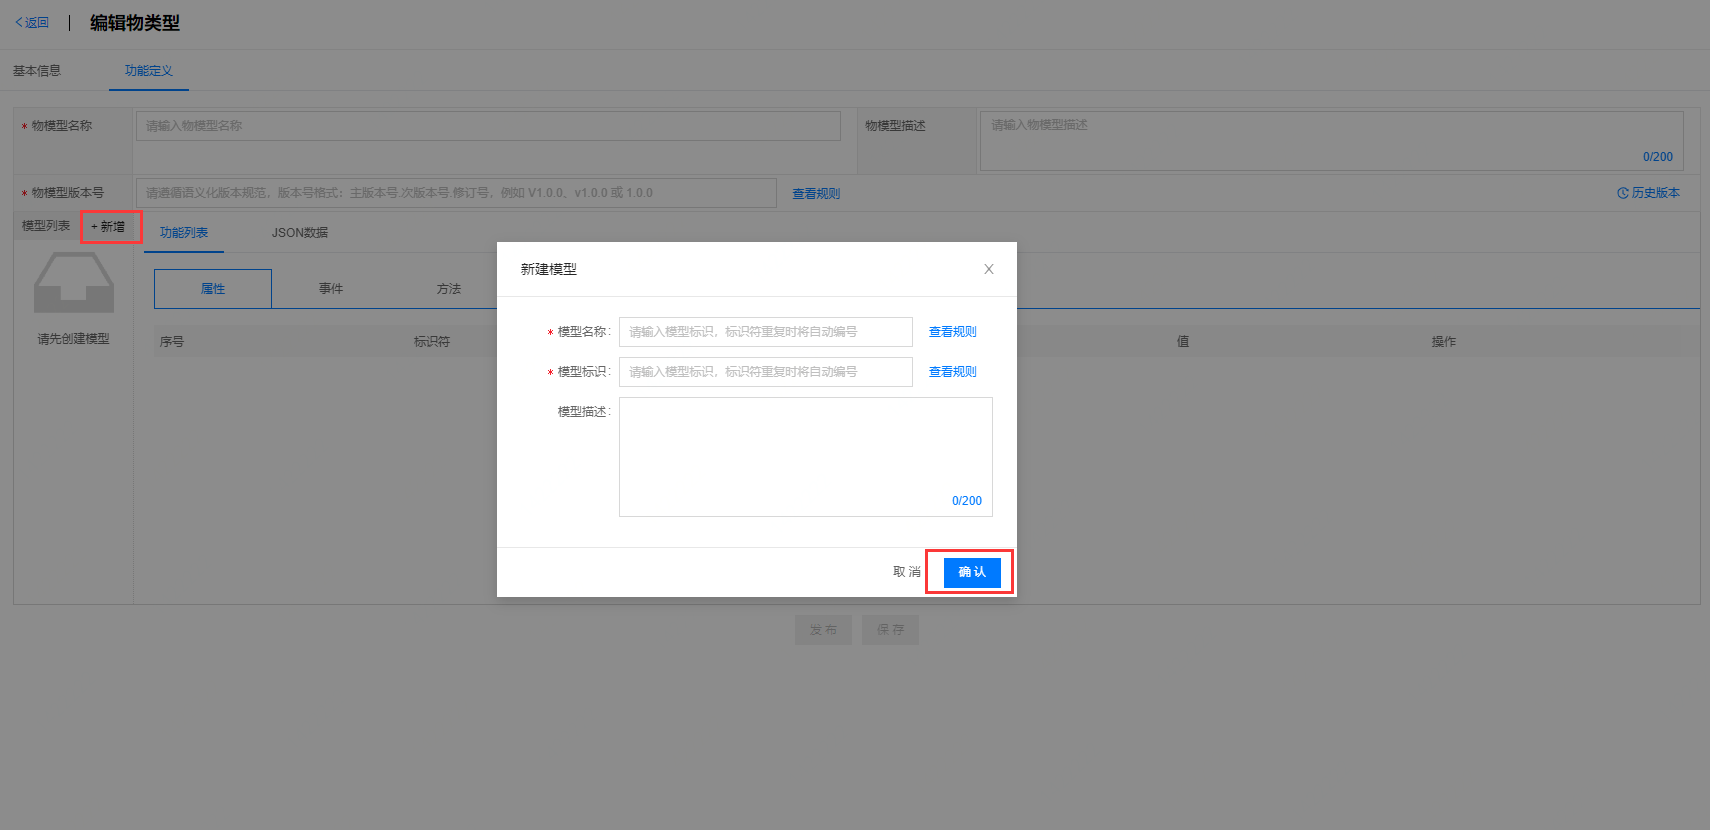 返回
编辑物类型
基本信息
功能定义
* 物模型名称
请输入物模型名称
物模型描述
请输入物模型描述
0/200
* 物模型版本号
请遵循语义化版本规范，版本号格式：主版本号.次版本号.修订号，例如 V1.0.0、v1.0.0 或 1.0.0
查看规则
历史版本
模型列表
+ 新增
功能列表
JSON数据
请先创建模型
属性
事件
方法
序号
标识符
值
操作
新建模型
* 模型名称:
请输入模型标识，标识符重复时将自动编号
查看规则
* 模型标识:
请输入模型标识，标识符重复时将自动编号
查看规则
模型描述:
0/200
取 消
确 认
发 布
保 存